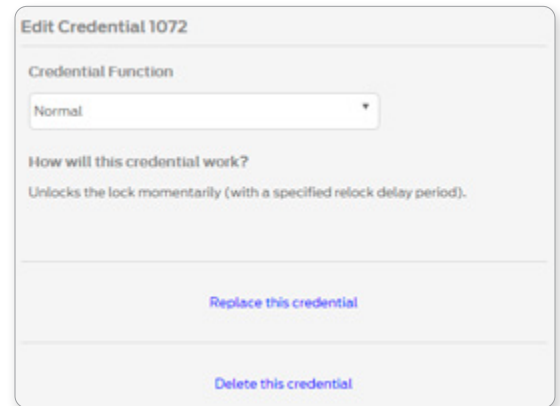 Edit Credential 1072
Credential Function
Normal
How will this credential work?
Unlocks the lock momentarily (with a specified relock delay period).
Replace this credential
Delete this credential